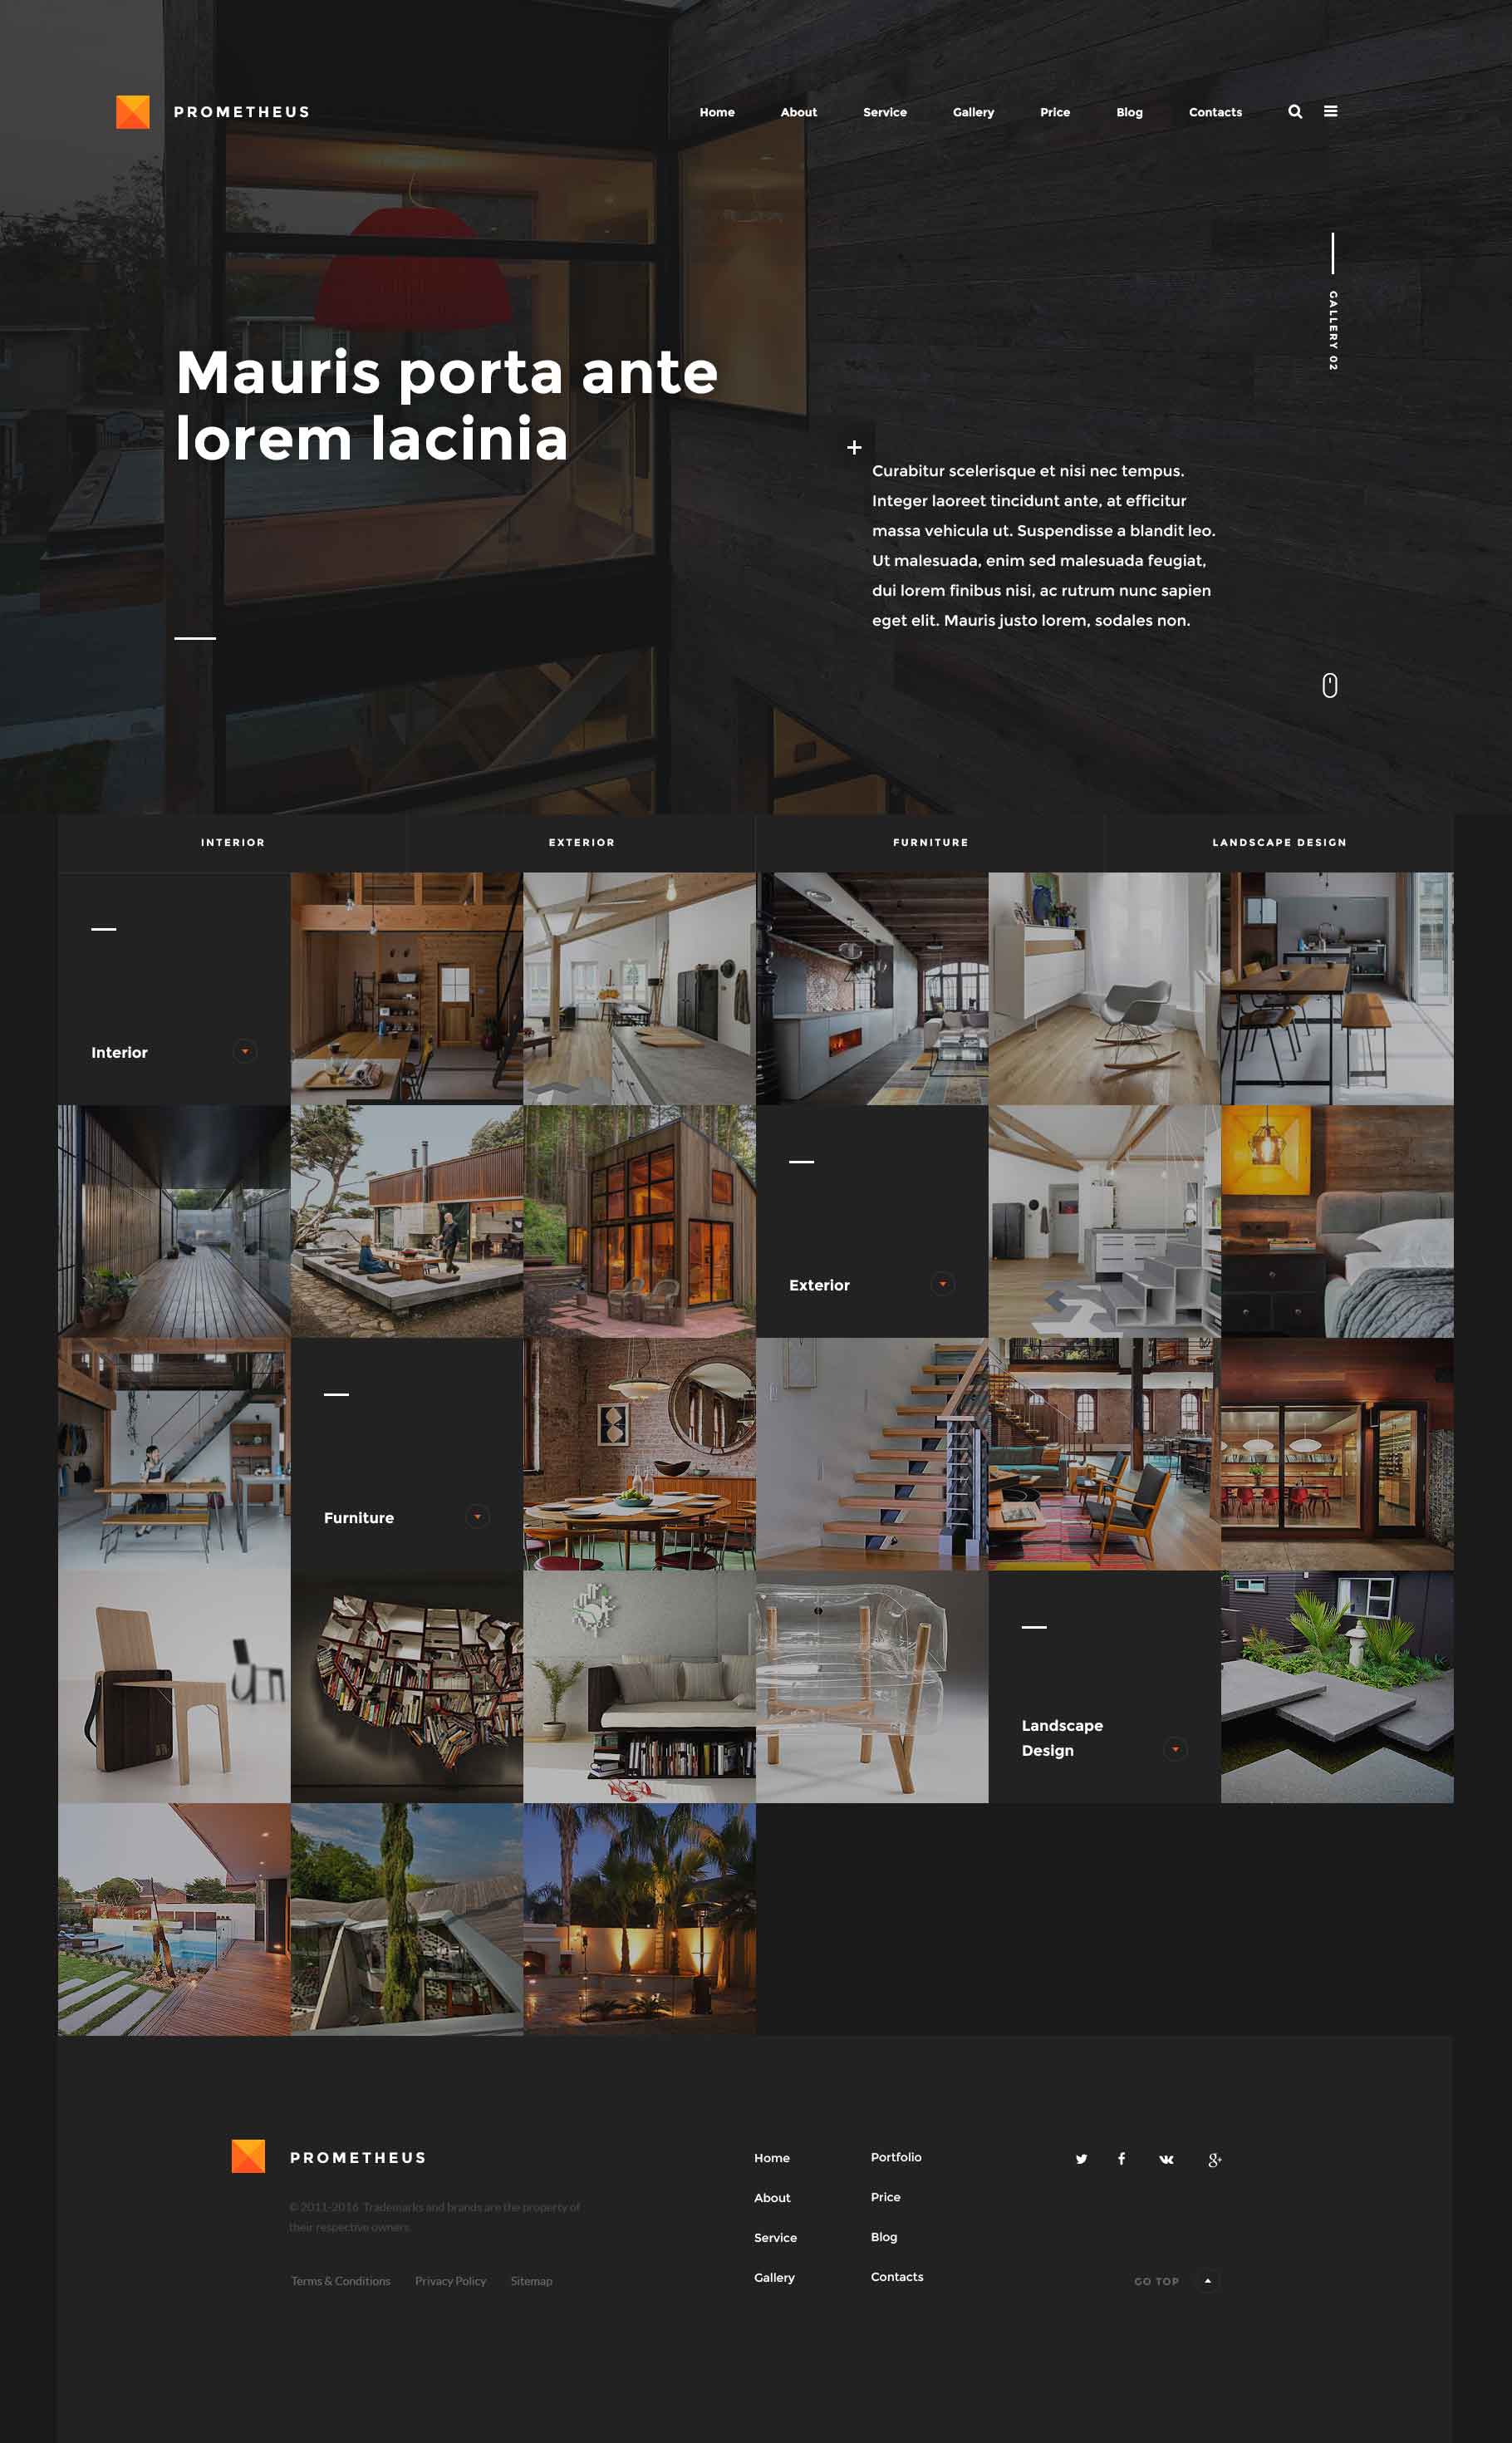 PROMETHEUS
Home About Service Gallery Price Blog Contacts
GALLERY 02
Mauris porta ante
lorem lacinia
Curabitur scelerisque et nisi nec tempus.
Integer laoreet tincidunt ante, at efficitur
massa vehicula ut. Suspendisse a blandit leo.
Ut malesuada, enim sed malesuada feugiat,
dui lorem finibus nisi, ac rutrum nunc sapien
eget elit. Mauris justo lorem, sodales non.
INTERIOR EXTERIOR FURNITURE LANDSCAPE DESIGN
Interior
Exterior
Furniture
Landscape
Design
PROMETHEUS
© 2011-2016 Trademarks and brands are the property of
their respective owners.
Terms & Conditions Privacy Policy Sitemap
Home
About
Service
Gallery
Portfolio
Price
Blog
Contacts
GO TOP